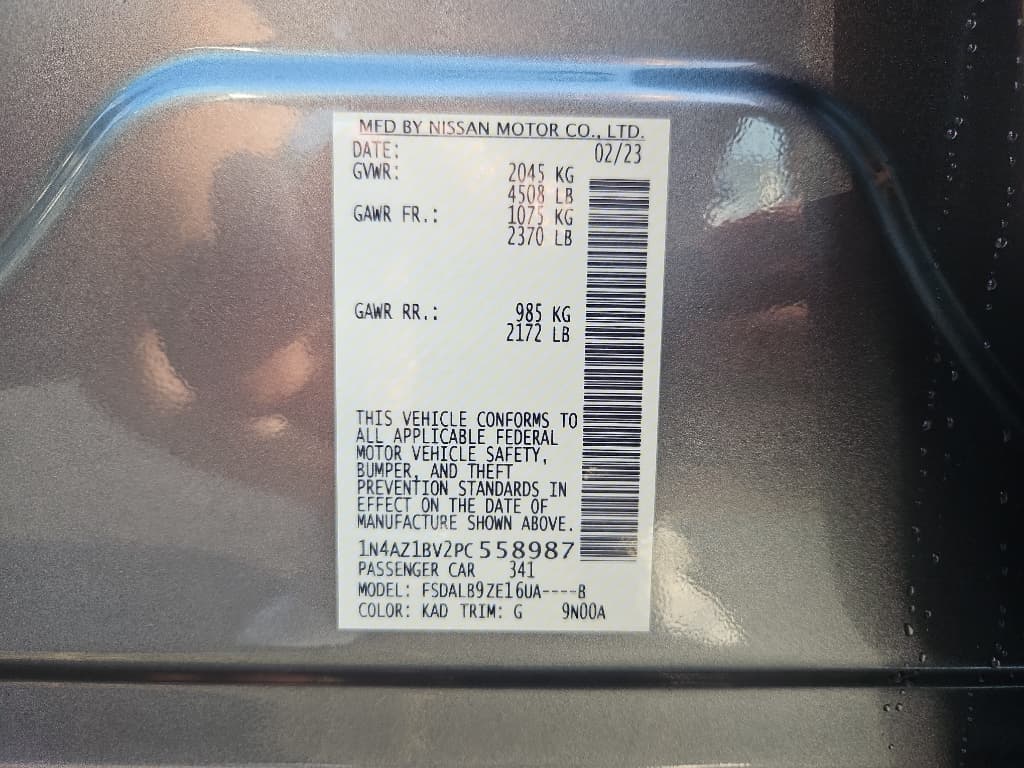 MFD BY NISSAN MOTOR CO., LTD.
DATE: 02/23
GVWR: 2045 KG
4508 LB
GAWR FR.: 1075 KG
2370 LB
GAWR RR.: 985 KG
2172 LB
THIS VEHICLE CONFORMS TO
ALL APPLICABLE FEDERAL
MOTOR VEHICLE SAFETY,
BUMPER, AND THEFT
PREVENTION STANDARDS IN
EFFECT ON THE DATE OF
MANUFACTURE SHOWN ABOVE.
1N4AZ1BV2PC558987
PASSENGER CAR 341
MODEL: FSDALB9ZE16UA----B
COLOR: KAD TRIM: G 9N00A